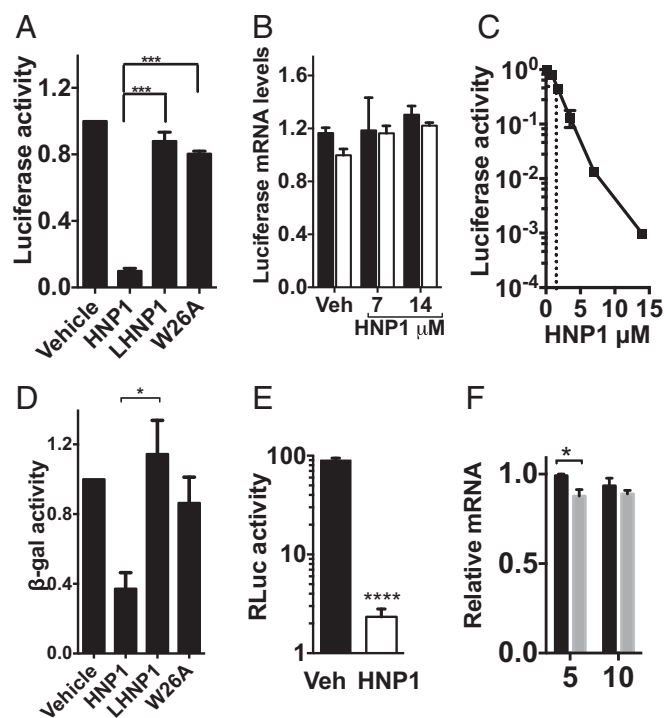 A
Luciferase activity
1.2
0.8
0.4
0.0
***
***
Vehicle
HNP1
LHNP1
W26A
B
Luciferase mRNA levels
1.6
1.2
0.8
0.4
0.0
Veh
7
14
HNP1 μM
C
Luciferase activity
10^0
10^-1
10^-2
10^-3
10^-4
0
5
10
15
HNP1 μM
D
β-gal activity
1.2
0.8
0.4
0.0
*
Vehicle
HNP1
LHNP1
W26A
E
RLuc activity
100
10
1
****
Veh
HNP1
F
Relative mRNA
1.0
0.5
0.0
*
5
10